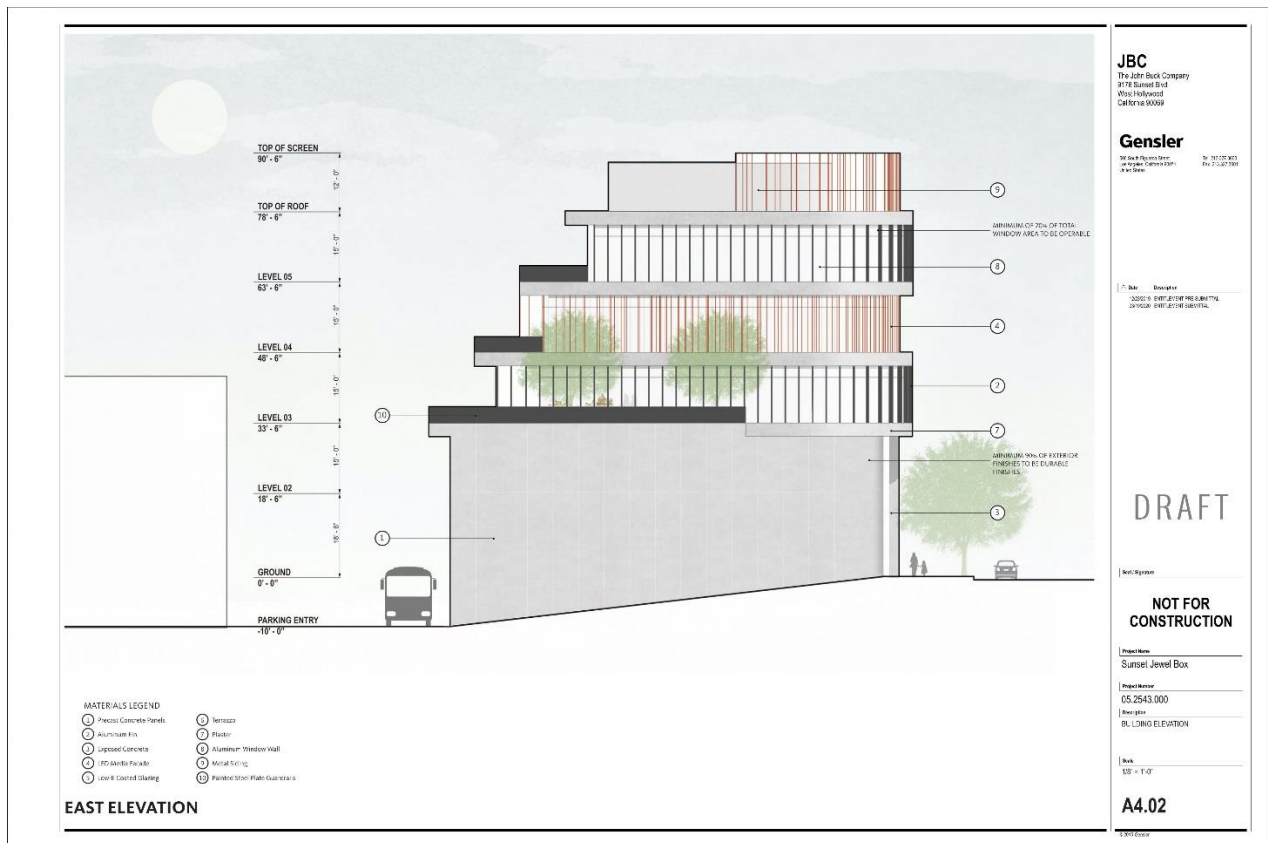 TOP OF SCREEN
90' - 6"
12' - 0"
TOP OF ROOF
78' - 6"
15' - 0"
LEVEL 05
63' - 6"
15' - 0"
LEVEL 04
48' - 6"
15' - 0"
LEVEL 03
33' - 6"
15' - 0"
LEVEL 02
18' - 6"
18' - 6"
GROUND
0' - 0"
PARKING ENTRY
-10' - 0"
9
MINIMUM OF 70% OF TOTAL
WINDOW AREA TO BE OPERABLE
8
4
2
10
7
MINIMUM 90% OF EXTERIOR
FINISHES TO BE DURABLE
FINISHES
3
1
MATERIALS LEGEND
1 Precast Concrete Panels
2 Aluminum Fin
3 Exposed Concrete
4 LED Media Facade
5 Low E Coated Glazing
6 Terrazzo
7 Plaster
8 Aluminum Window Wall
9 Metal Siding
10 Painted Steel Plate Guardrails
EAST ELEVATION
JBC
The John Buck Company
9176 Sunset Blvd
West Hollywood
California 90069
Gensler
Los Angeles, California
United States
Date Description
ENTITLEMENT PRE-SUBMITTAL
ENTITLEMENT SUBMITTAL
DRAFT
Seal / Signature
NOT FOR
CONSTRUCTION
Project Name
Sunset Jewel Box
Project Number
05.2543.000
Description
BUILDING ELEVATION
Scale
1/8" = 1'-0"
A4.02
Gensler